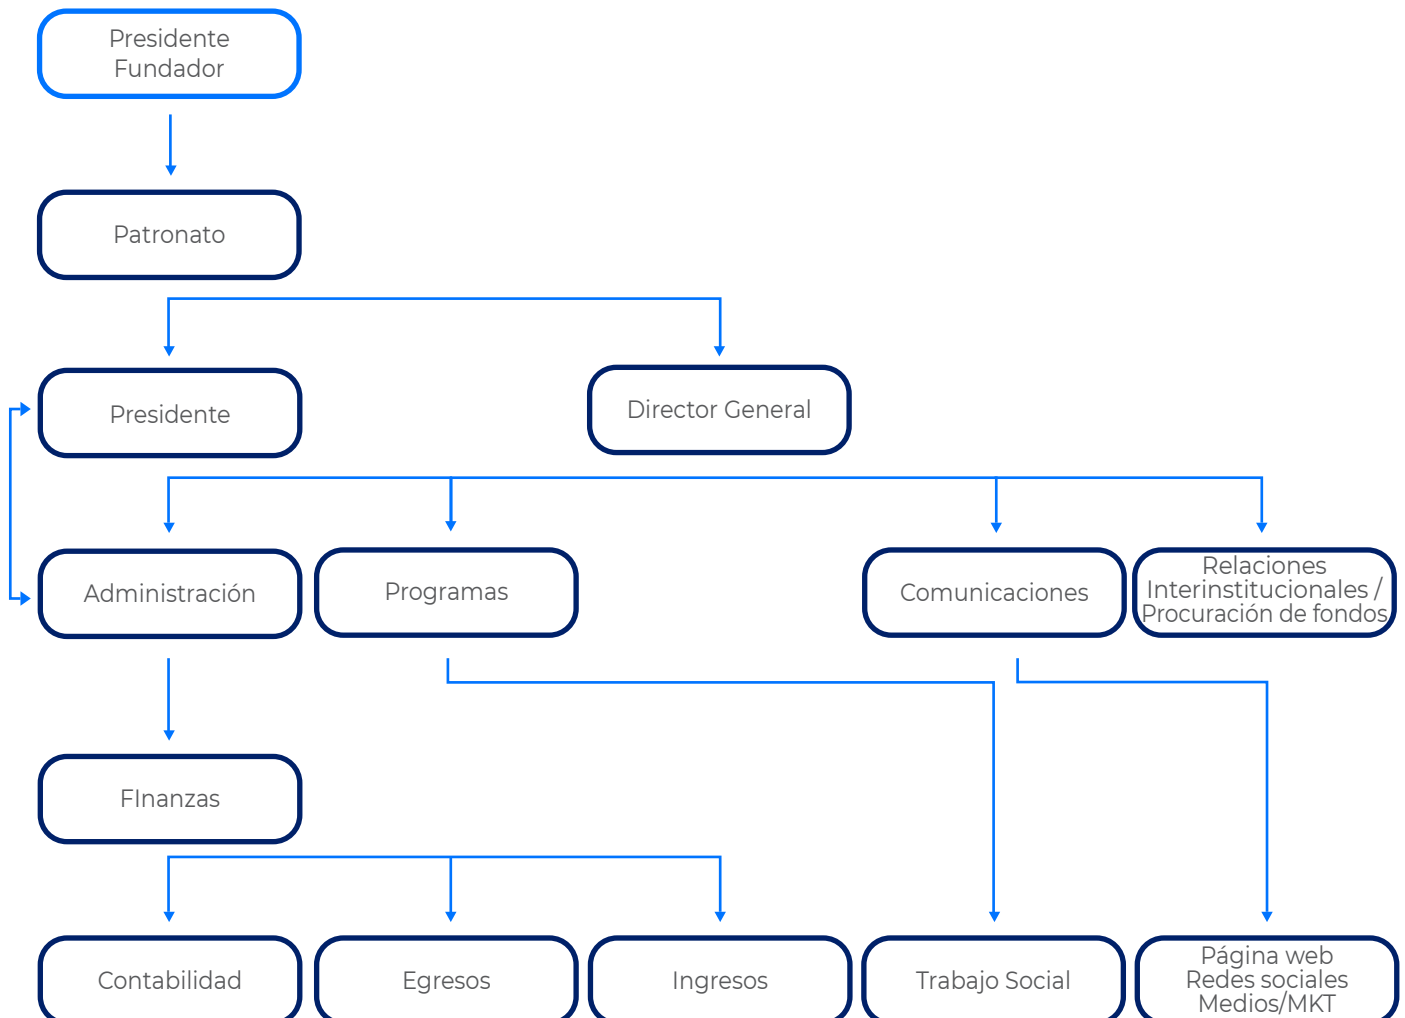 Presidente
Fundador
Patronato
Presidente
Director General
Administración
Programas
Comunicaciones
Relaciones
Interinstitucionales /
Procuración de fondos
FInanzas
Contabilidad
Egresos
Ingresos
Trabajo Social
Página web
Redes sociales
Medios/MKT